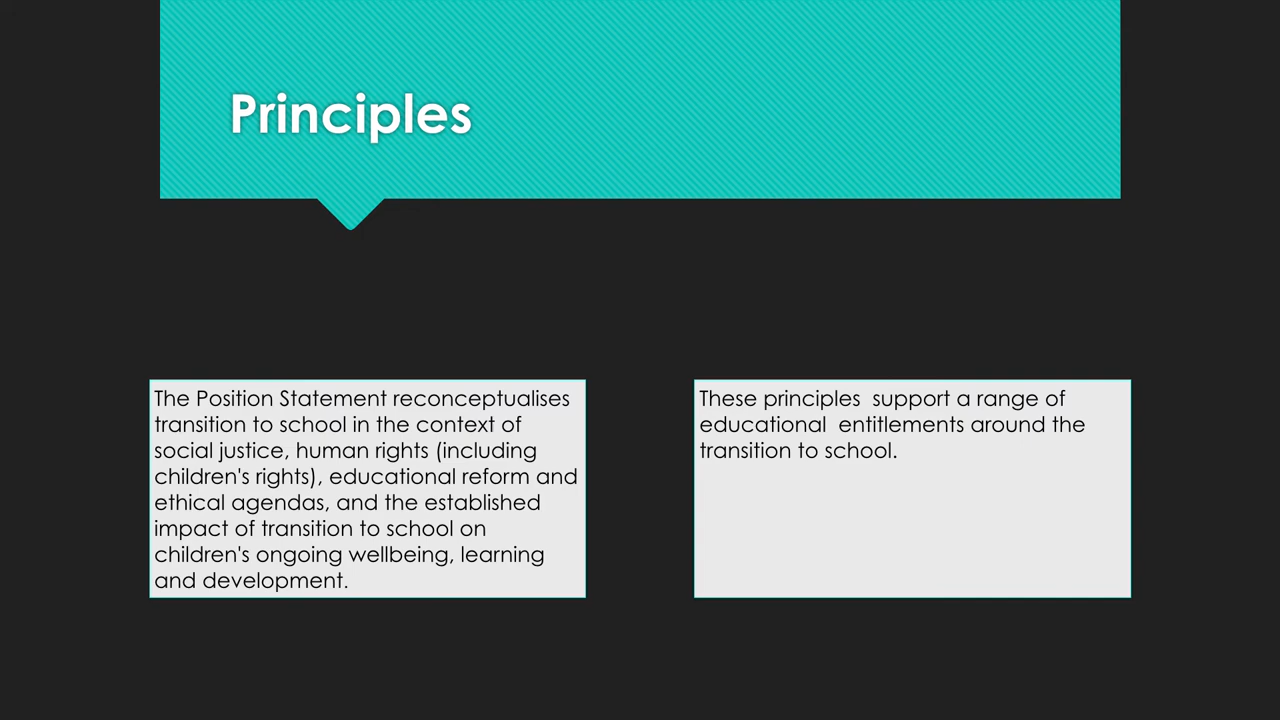 Principles
The Position Statement reconceptualises
transition to school in the context of
social justice, human rights (including
children's rights), educational reform and
ethical agendas, and the established
impact of transition to school on
children's ongoing wellbeing, learning
and development.
These principles  support a range of
educational  entitlements around the
transition to school.